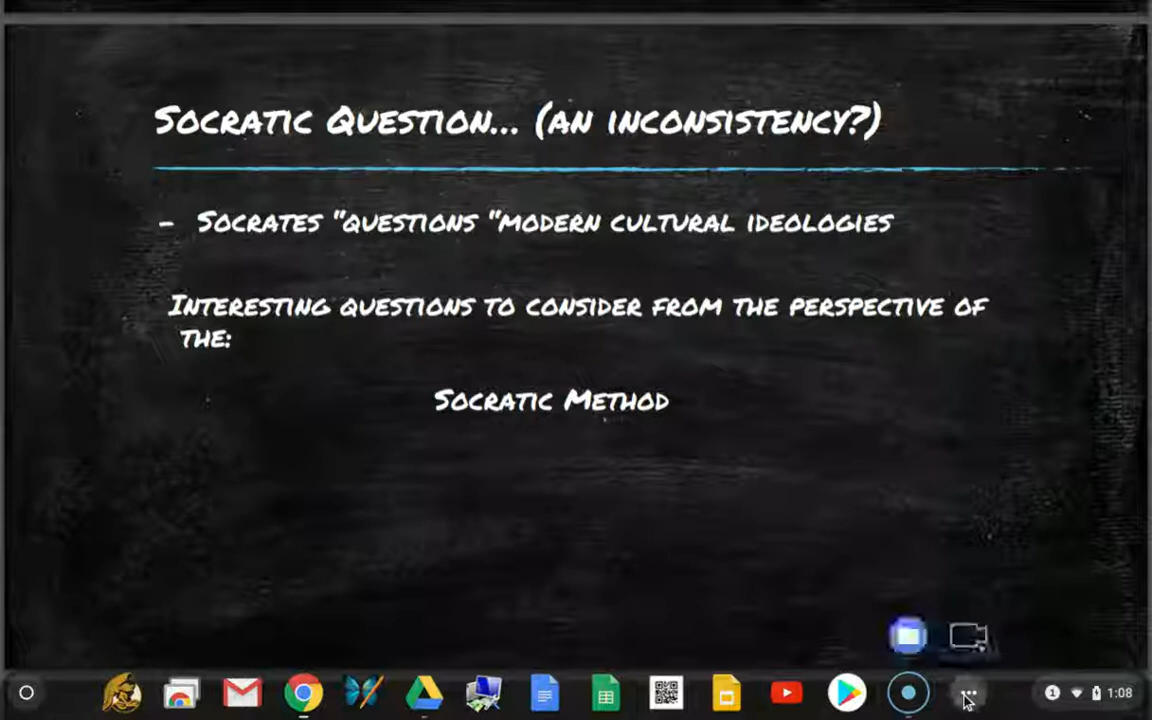 Socratic Question... (an inconsistency?)
- Socrates "questions "modern cultural ideologies
Interesting questions to consider from the perspective of
the:
Socratic Method
1
1:08